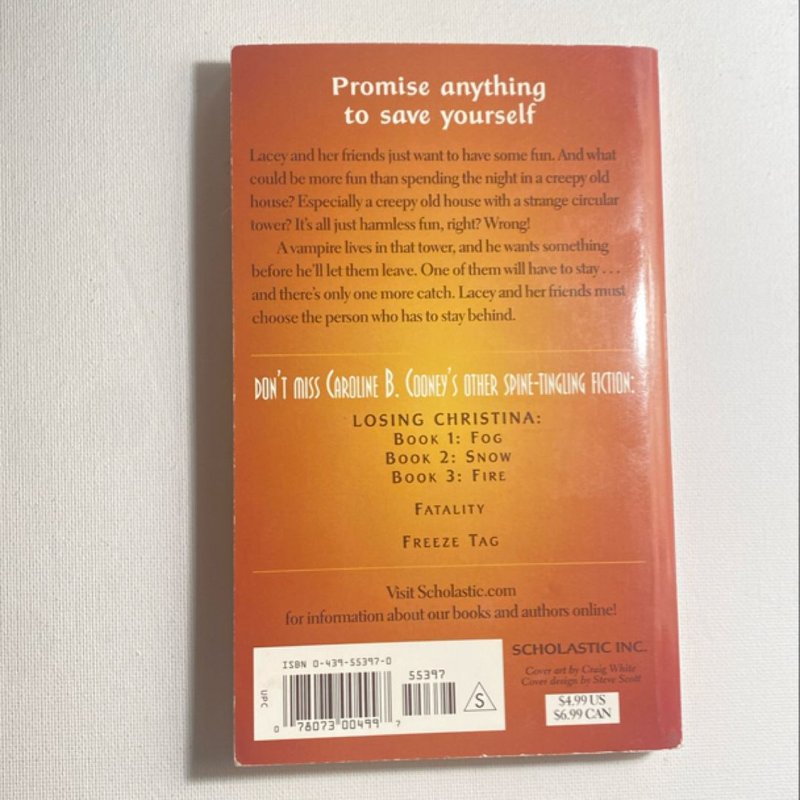 Promise anything
to save yourself
Lacey and her friends just want to have some fun. And what
could be more fun than spending the night in a creepy old
house? Especially a creepy old house with a strange circular
tower? It's all just harmless fun, right? Wrong!
A vampire lives in that tower, and he wants something
before he'll let them leave. One of them will have to stay . . .
and there's only one more catch. Lacey and her friends must
choose the person who has to stay behind.
DON'T MISS CAROLINE B. COONEY'S OTHER SPINE-TINGLING FICTION:
LOSING CHRISTINA:
BOOK 1: FOG
BOOK 2: SNOW
BOOK 3: FIRE
FATALITY
FREEZE TAG
Visit Scholastic.com
for information about our books and authors online!
SCHOLASTIC INC.
Cover art by Craig White
Cover design by Steve Scott
$4.99 US
$6.99 CAN
ISBN 0-439-55397-0
55397
UPC
S
0 78073 00499 7